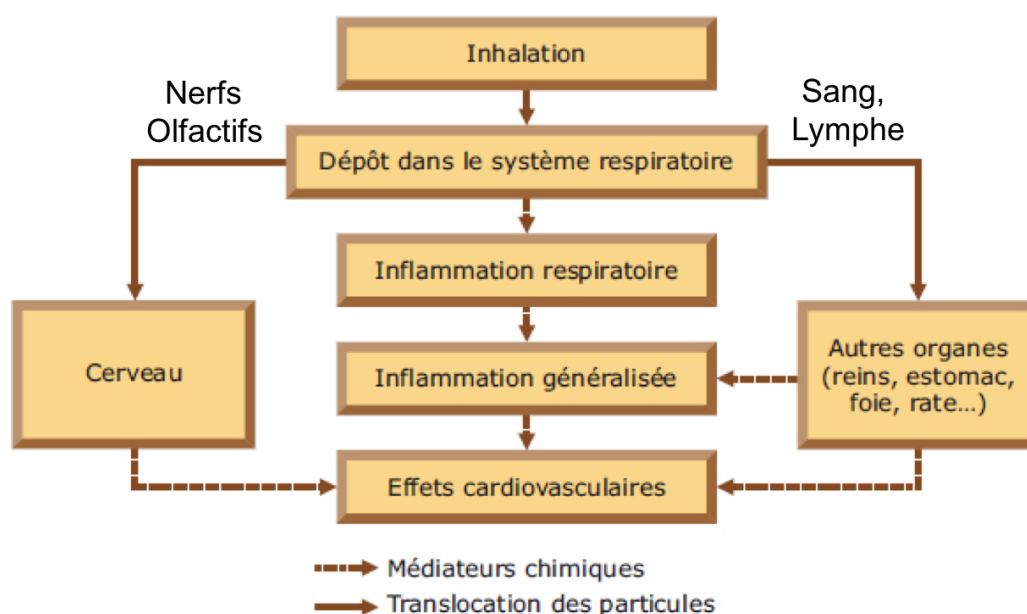 Inhalation
Nerfs
Olfactifs
Sang,
Lymphe
Dépôt dans le système respiratoire
Inflammation respiratoire
Cerveau
Inflammation généralisée
Autres organes
(reins, estomac,
foie, rate...)
Effets cardiovasculaires
Médiateurs chimiques
Translocation des particules